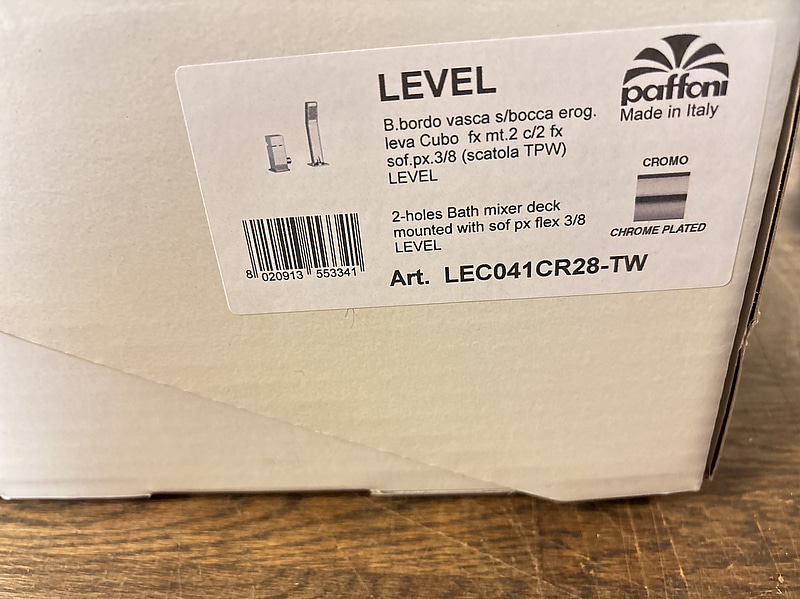 LEVEL
B.bordo vasca s/bocca erog.
leva Cubo fx mt.2 c/2 fx
sof.px.3/8 (scatola TPW)
LEVEL
2-holes Bath mixer deck
mounted with sof px flex 3/8
LEVEL
Art. LEC041CR28-TW
8 020913 553341
paffoni
Made in Italy
CROMO
CHROME PLATED